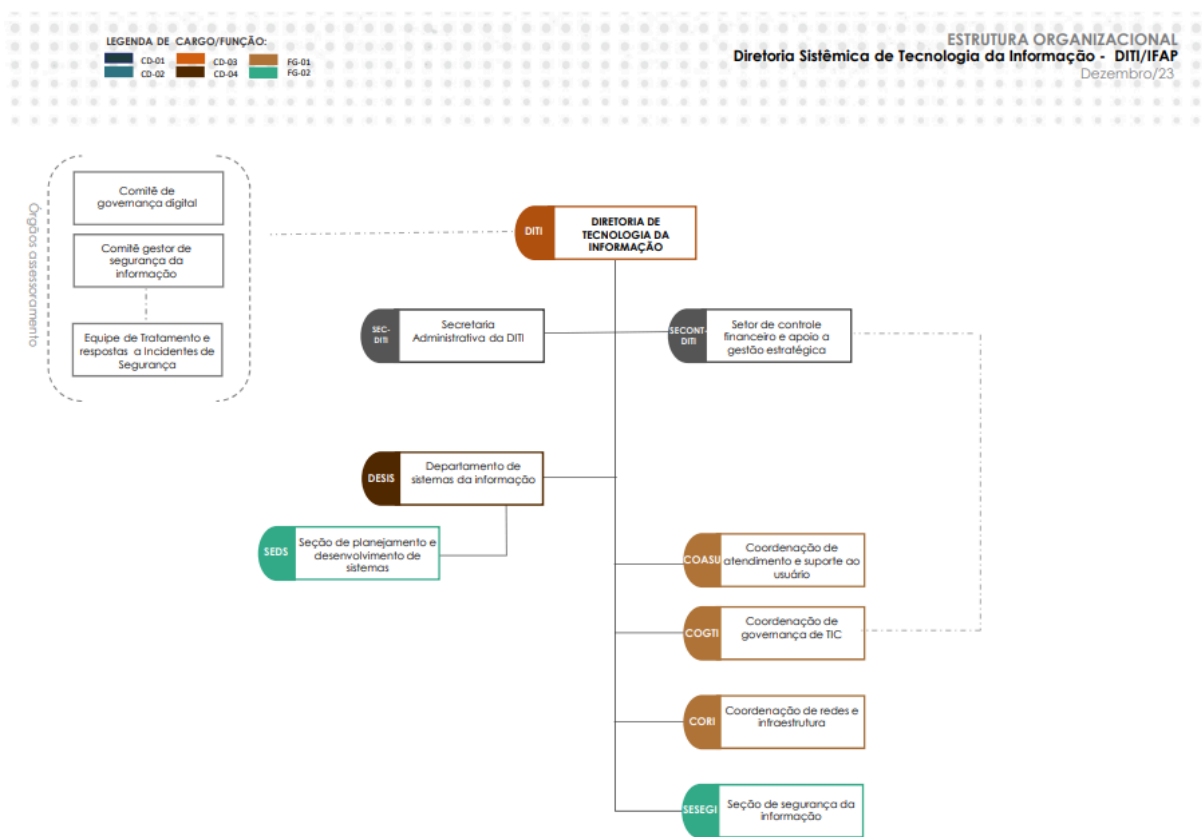 LEGENDA DE CARGO/FUNÇÃO:
CD-01
CD-03
FG-01
CD-02
CD-04
FG-02
ESTRUTURA ORGANIZACIONAL
Diretoria Sistêmica de Tecnologia da Informação - DITI/IFAP
Dezembro/23
Órgãos assessoramento
Comitê de
governança digital
Comitê gestor de
segurança da
informação
Equipe de Tratamento e
respostas a Incidentes de
Segurança
DITI
DIRETORIA DE
TECNOLOGIA DA
INFORMAÇÃO
SEC-
DITI
Secretaria
Administrativa da DITI
SECONT-
DITI
Setor de controle
financeiro e apoio a
gestão estratégica
DESIS
Departamento de
sistemas da informação
SEDS
Seção de planejamento e
desenvolvimento de
sistemas
COASU
Coordenação de
atendimento e suporte ao
usuário
COGTI
Coordenação de
governança de TIC
CORI
Coordenação de redes e
infraestrutura
SESEGI
Seção de segurança da
informação